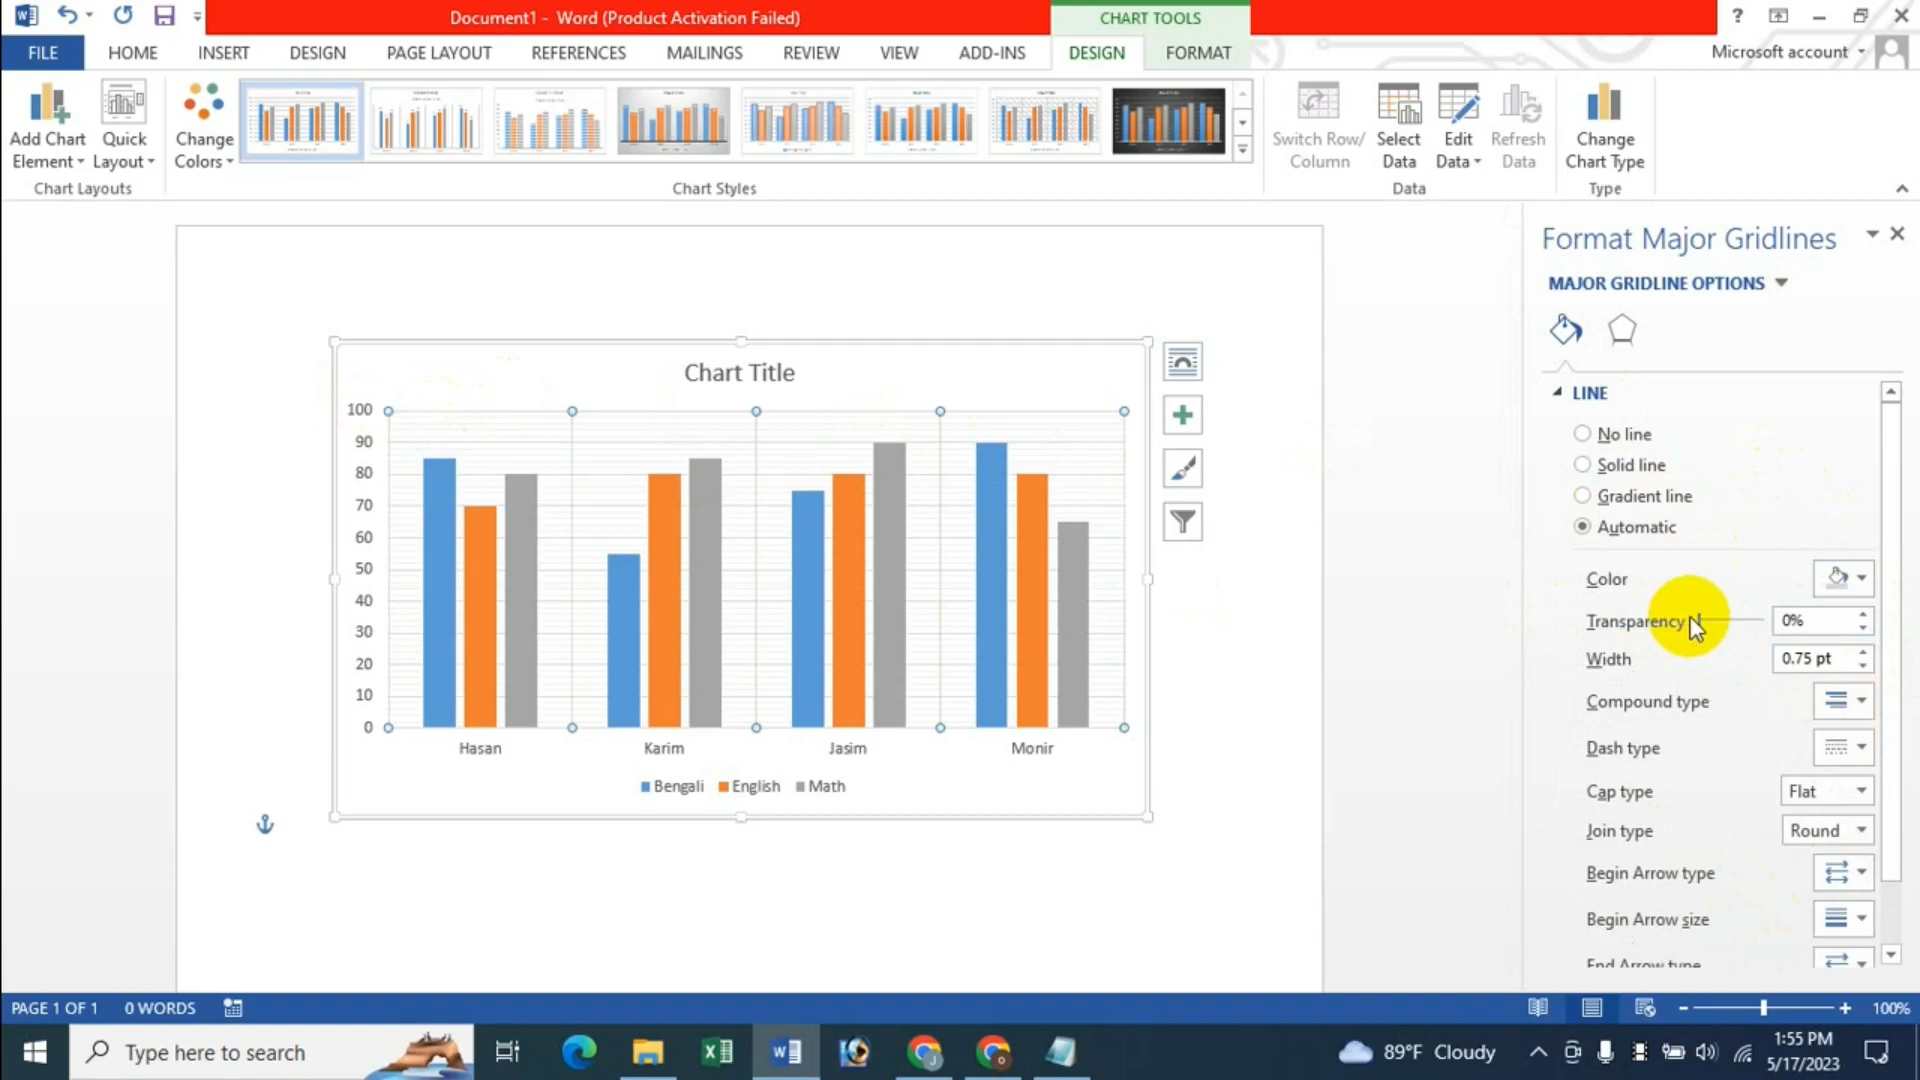 Document1 - Word (Product Activation Failed)
CHART TOOLS
?
FILE HOME INSERT DESIGN PAGE LAYOUT REFERENCES MAILINGS REVIEW VIEW ADD-INS DESIGN FORMAT Microsoft account
Add Chart Element
Quick Layout
Chart Layouts
Change Colors
Chart Styles
Switch Row/ Column
Select Data
Edit Data
Refresh Data
Data
Change Chart Type
Type
Chart Title
100
90
80
70
60
50
40
30
20
10
0
Hasan Karim Jasim Monir
Bengali English Math
Format Major Gridlines
MAJOR GRIDLINE OPTIONS
LINE
No line
Solid line
Gradient line
Automatic
Color
Transparency 0%
Width 0.75 pt
Compound type
Dash type
Cap type Flat
Join type Round
Begin Arrow type
Begin Arrow size
End Arrow type
PAGE 1 OF 1 0 WORDS 100%
Type here to search
89°F Cloudy
1:55 PM
5/17/2023